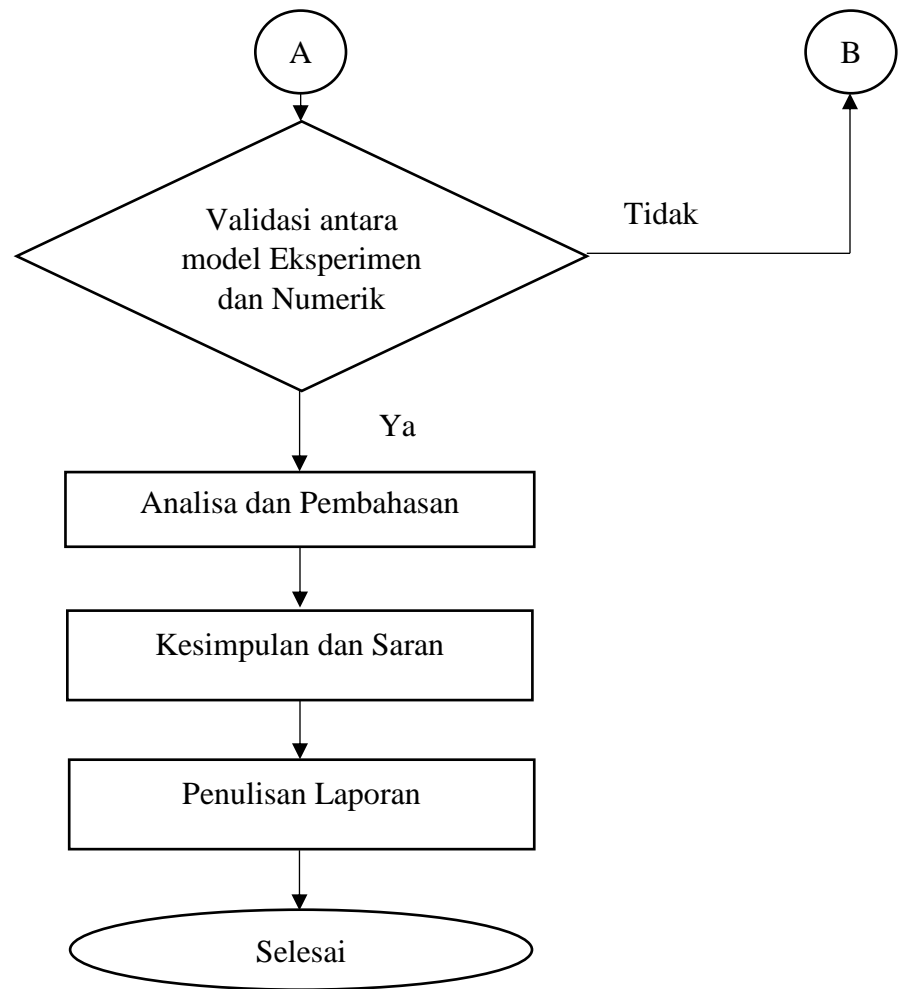 A
B
Validasi antara
model Eksperimen
dan Numerik
Tidak
Ya
Analisa dan Pembahasan
Kesimpulan dan Saran
Penulisan Laporan
Selesai